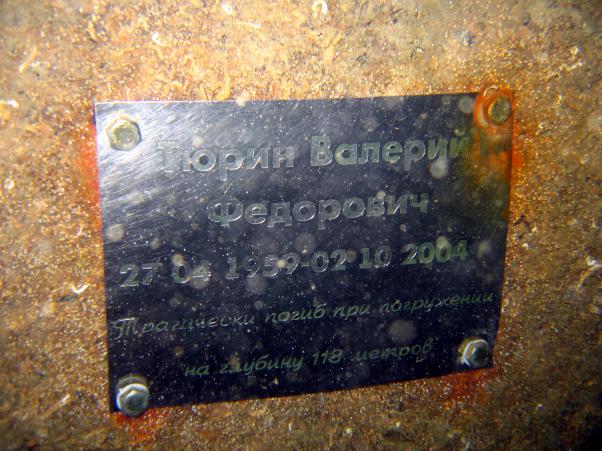 Тюрин Валерий
Федорович
27 04 1959-02 10 2004
Трагически погиб при погружении
на глубину 118 метров